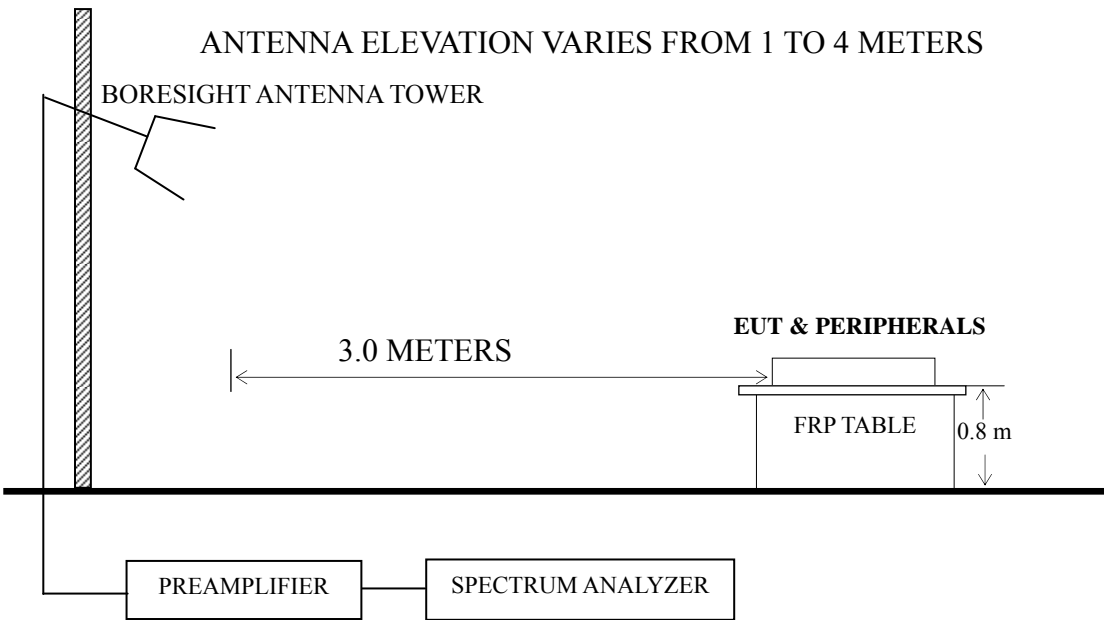 ANTENNA ELEVATION VARIES FROM 1 TO 4 METERS
BORESIGHT ANTENNA TOWER
EUT & PERIPHERALS
3.0 METERS
FRP TABLE
0.8 m
PREAMPLIFIER
SPECTRUM ANALYZER